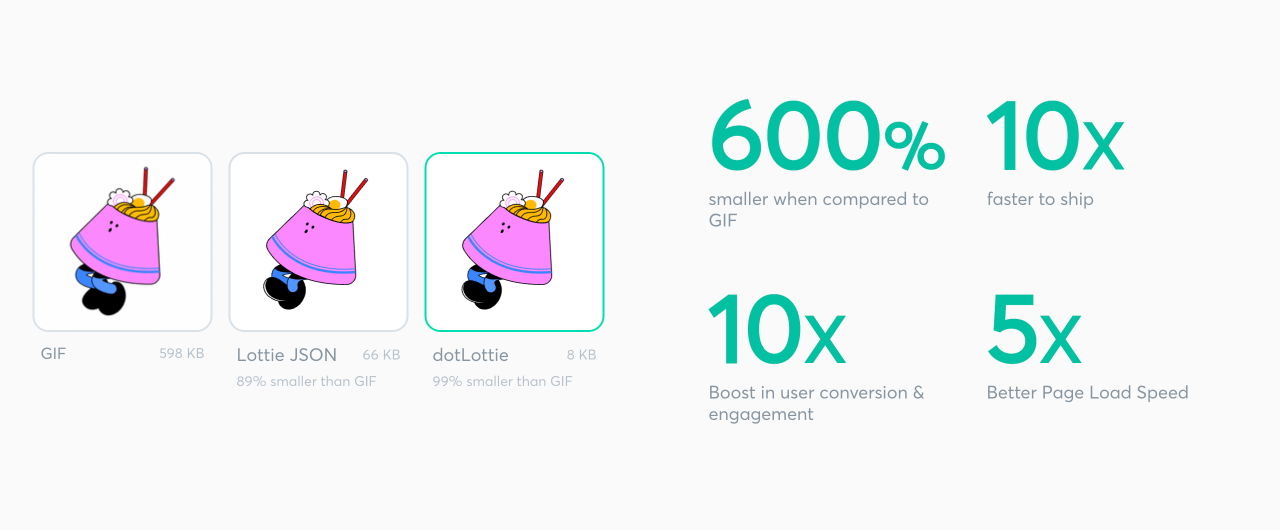 GIF 598 KB
Lottie JSON 66 KB
89% smaller than GIF
dotLottie 8 KB
99% smaller than GIF
600%
smaller when compared to
GIF
10x
faster to ship
10x
Boost in user conversion &
engagement
5x
Better Page Load Speed